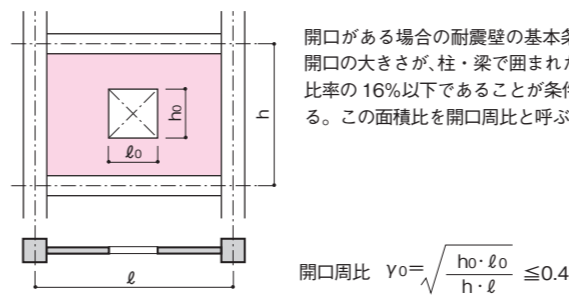 開口がある場合の耐震壁の基本条
開口の大きさが、柱・梁で囲まれた
比率の16%以下であることが条件
る。この面積比を開口周比と呼ぶ
h0
ℓ0
h
ℓ
開口周比 γ0=√(h0・ℓ0 / h・ℓ) ≦0.4